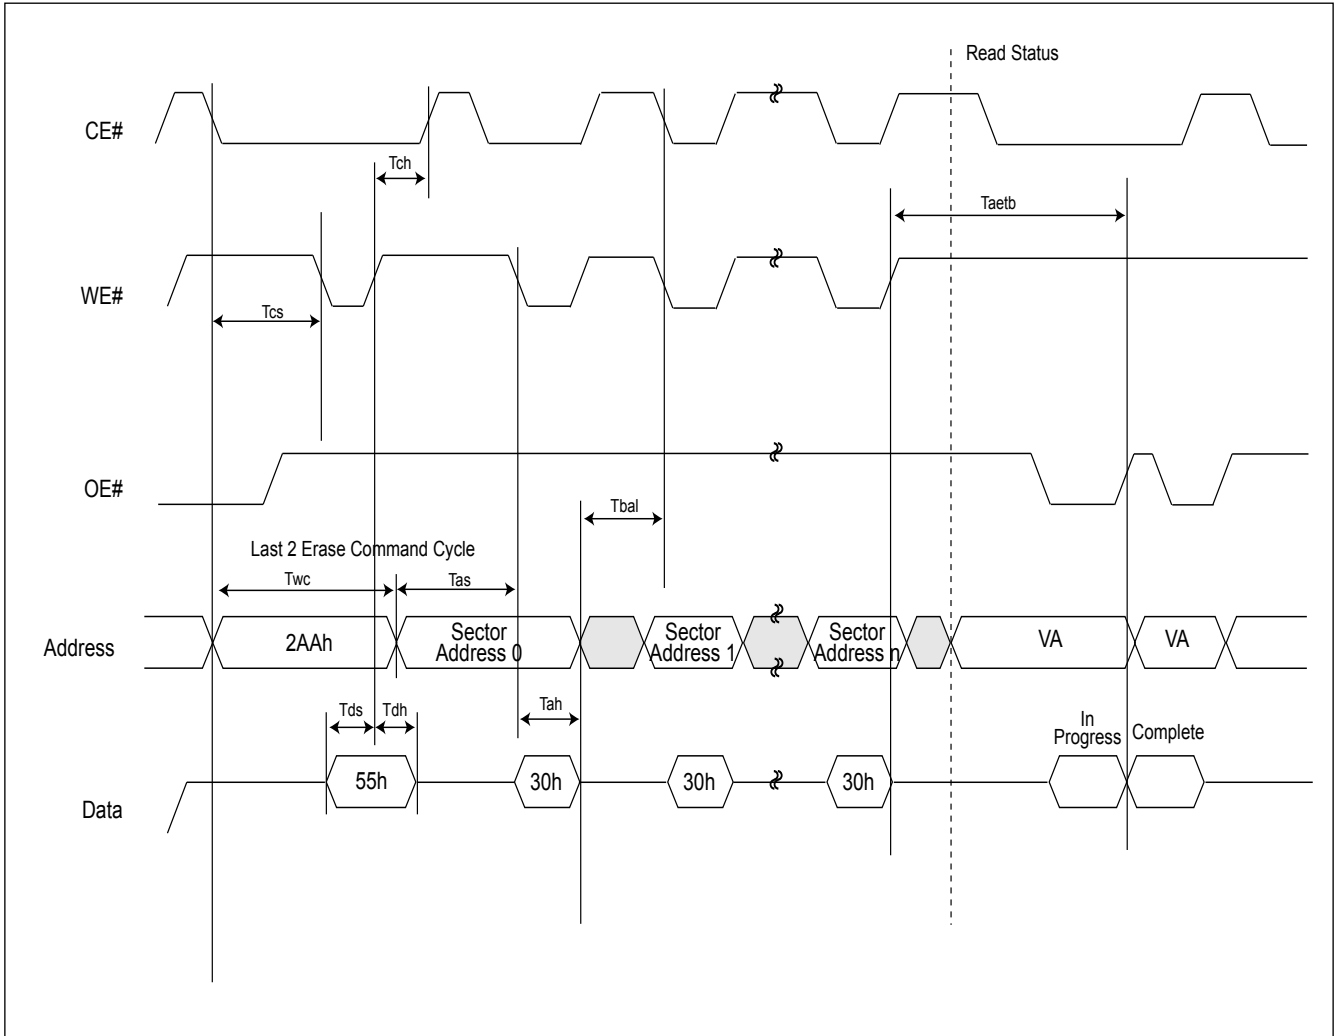 Read Status
CE#
Tch
Taetb
WE#
Tcs
OE#
Tbal
Last 2 Erase Command Cycle
Twc
Tas
Address
2AAh
Sector
Address 0
Sector
Address 1
Sector
Address n
VA
VA
Tds
Tdh
Tah
In
Progress
Complete
Data
55h
30h
30h
30h